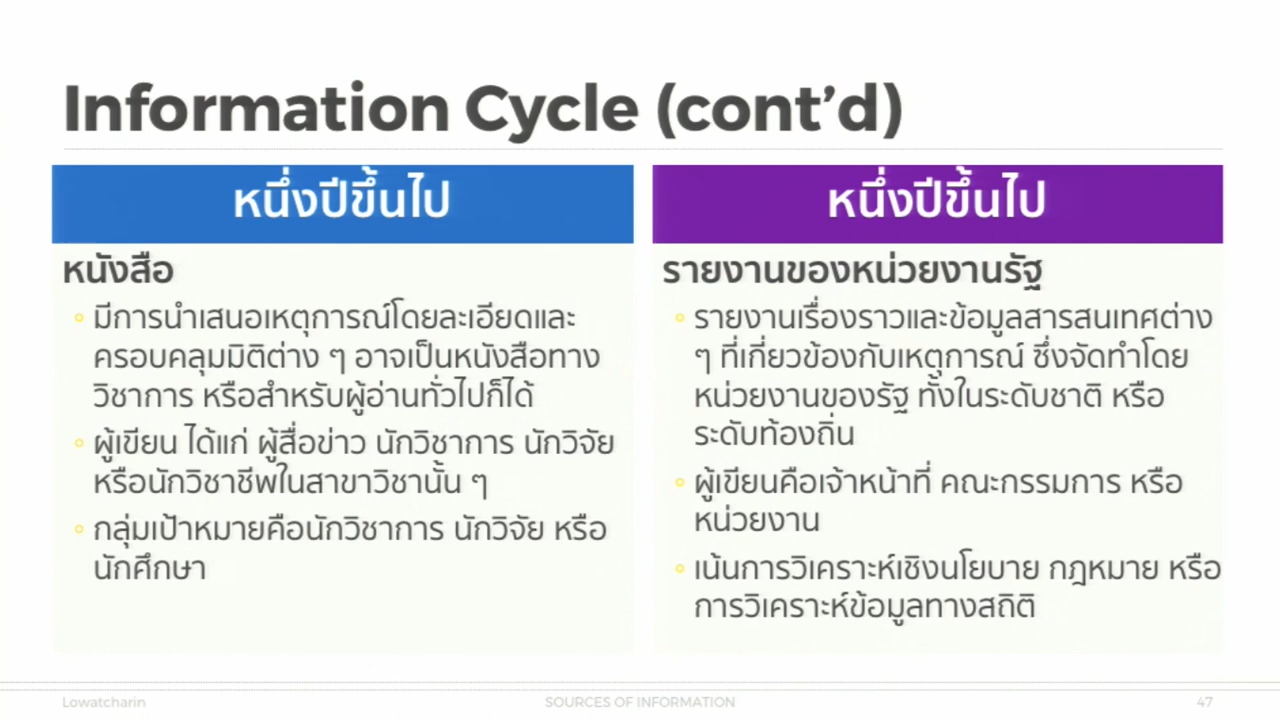 Information Cycle (cont’d)
หนึ่งปีขึ้นไป
หนังสือ
มีการนำเสนอเหตุการณ์โดยละเอียดและ
ครอบคลุมมิติต่าง ๆ อาจเป็นหนังสือทาง
วิชาการ หรือสำหรับผู้อ่านทั่วไปก็ได้
ผู้เขียน ได้แก่ ผู้สื่อข่าว นักวิชาการ นักวิจัย
หรือนักวิชาชีพในสาขาวิชานั้น ๆ
กลุ่มเป้าหมายคือนักวิชาการ นักวิจัย หรือ
นักศึกษา
หนึ่งปีขึ้นไป
รายงานของหน่วยงานรัฐ
รายงานเรื่องราวและข้อมูลสารสนเทศต่าง
ๆ ที่เกี่ยวข้องกับเหตุการณ์ ซึ่งจัดทำโดย
หน่วยงานของรัฐ ทั้งในระดับชาติ หรือ
ระดับท้องถิ่น
ผู้เขียนคือเจ้าหน้าที่ คณะกรรมการ หรือ
หน่วยงาน
เน้นการวิเคราะห์เชิงนโยบาย กฎหมาย หรือ
การวิเคราะห์ข้อมูลทางสถิติ
Lowatcharin
SOURCES OF INFORMATION
47